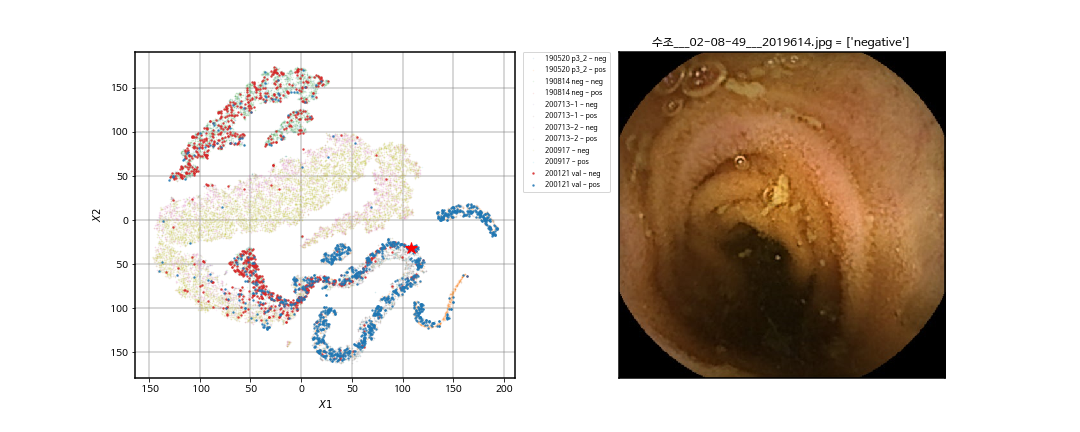 수조___02-08-49___2019614.jpg = ['negative']
190520 p3_2 - neg
190520 p3_2 - pos
190814 neg - neg
190814 neg - pos
200713-1 - neg
200713-1 - pos
200713-2 - neg
200713-2 - pos
200917 - neg
200917 - pos
200121 val - neg
200121 val - pos
X2
150
100
50
0
50
100
150
150 100 50 0 50 100 150 200
X1